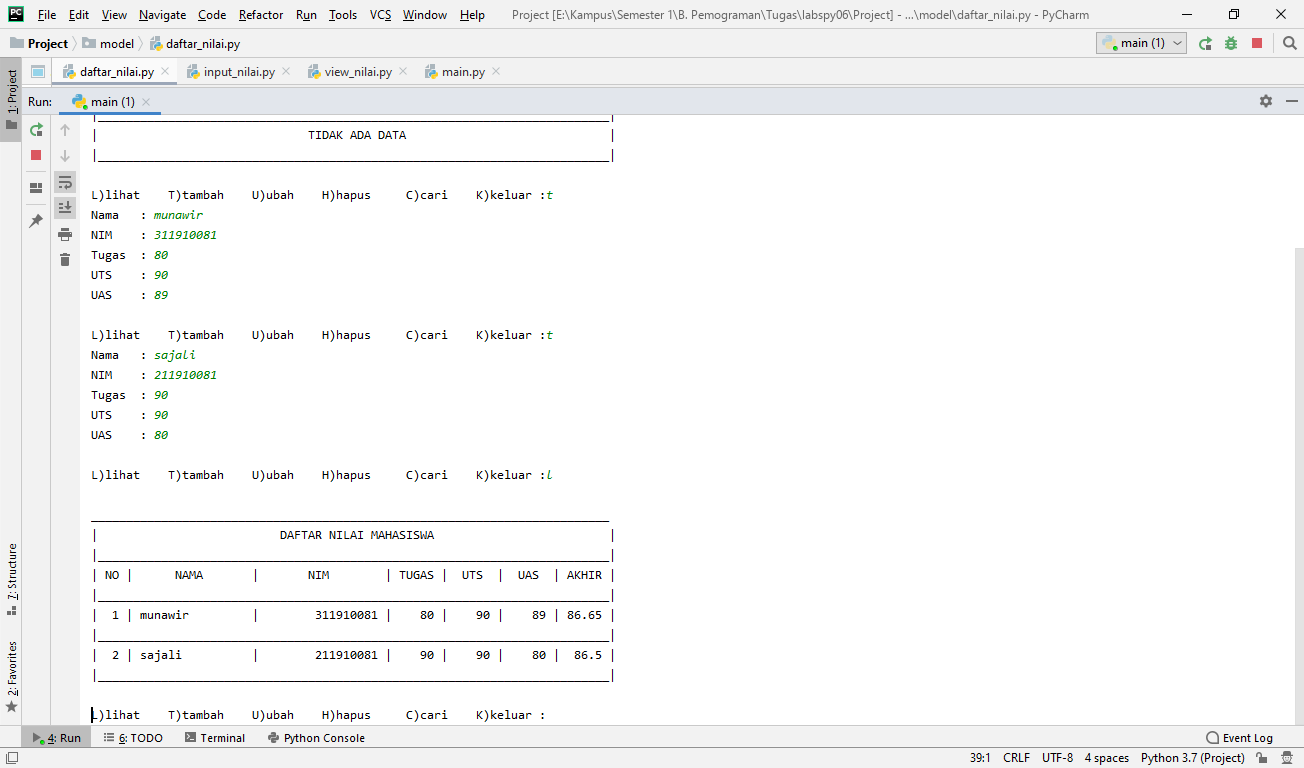 PC File Edit View Navigate Code Refactor Run Tools VCS Window Help Project [E:\Kampus\Semester 1\B. Pemograman\Tugas\labspy06\Project] - ...\model\daftar_nilai.py - PyCharm
Project model daftar_nilai.py main (1)
daftar_nilai.py input_nilai.py view_nilai.py main.py
1: Project
Run: main (1)
| TIDAK ADA DATA |
L)lihat T)tambah U)ubah H)hapus C)cari K)keluar :t
Nama : munawir
NIM : 311910081
Tugas : 80
UTS : 90
UAS : 89
L)lihat T)tambah U)ubah H)hapus C)cari K)keluar :t
Nama : sajali
NIM : 211910081
Tugas : 90
UTS : 90
UAS : 80
L)lihat T)tambah U)ubah H)hapus C)cari K)keluar :l
| DAFTAR NILAI MAHASISWA |
| NO | NAMA | NIM | TUGAS | UTS | UAS | AKHIR |
| 1 | munawir | 311910081 | 80 | 90 | 89 | 86.65 |
| 2 | sajali | 211910081 | 90 | 90 | 80 | 86.5 |
L)lihat T)tambah U)ubah H)hapus C)cari K)keluar :
7: Structure
2: Favorites
4: Run 6: TODO Terminal Python Console Event Log
39:1 CRLF UTF-8 4 spaces Python 3.7 (Project)